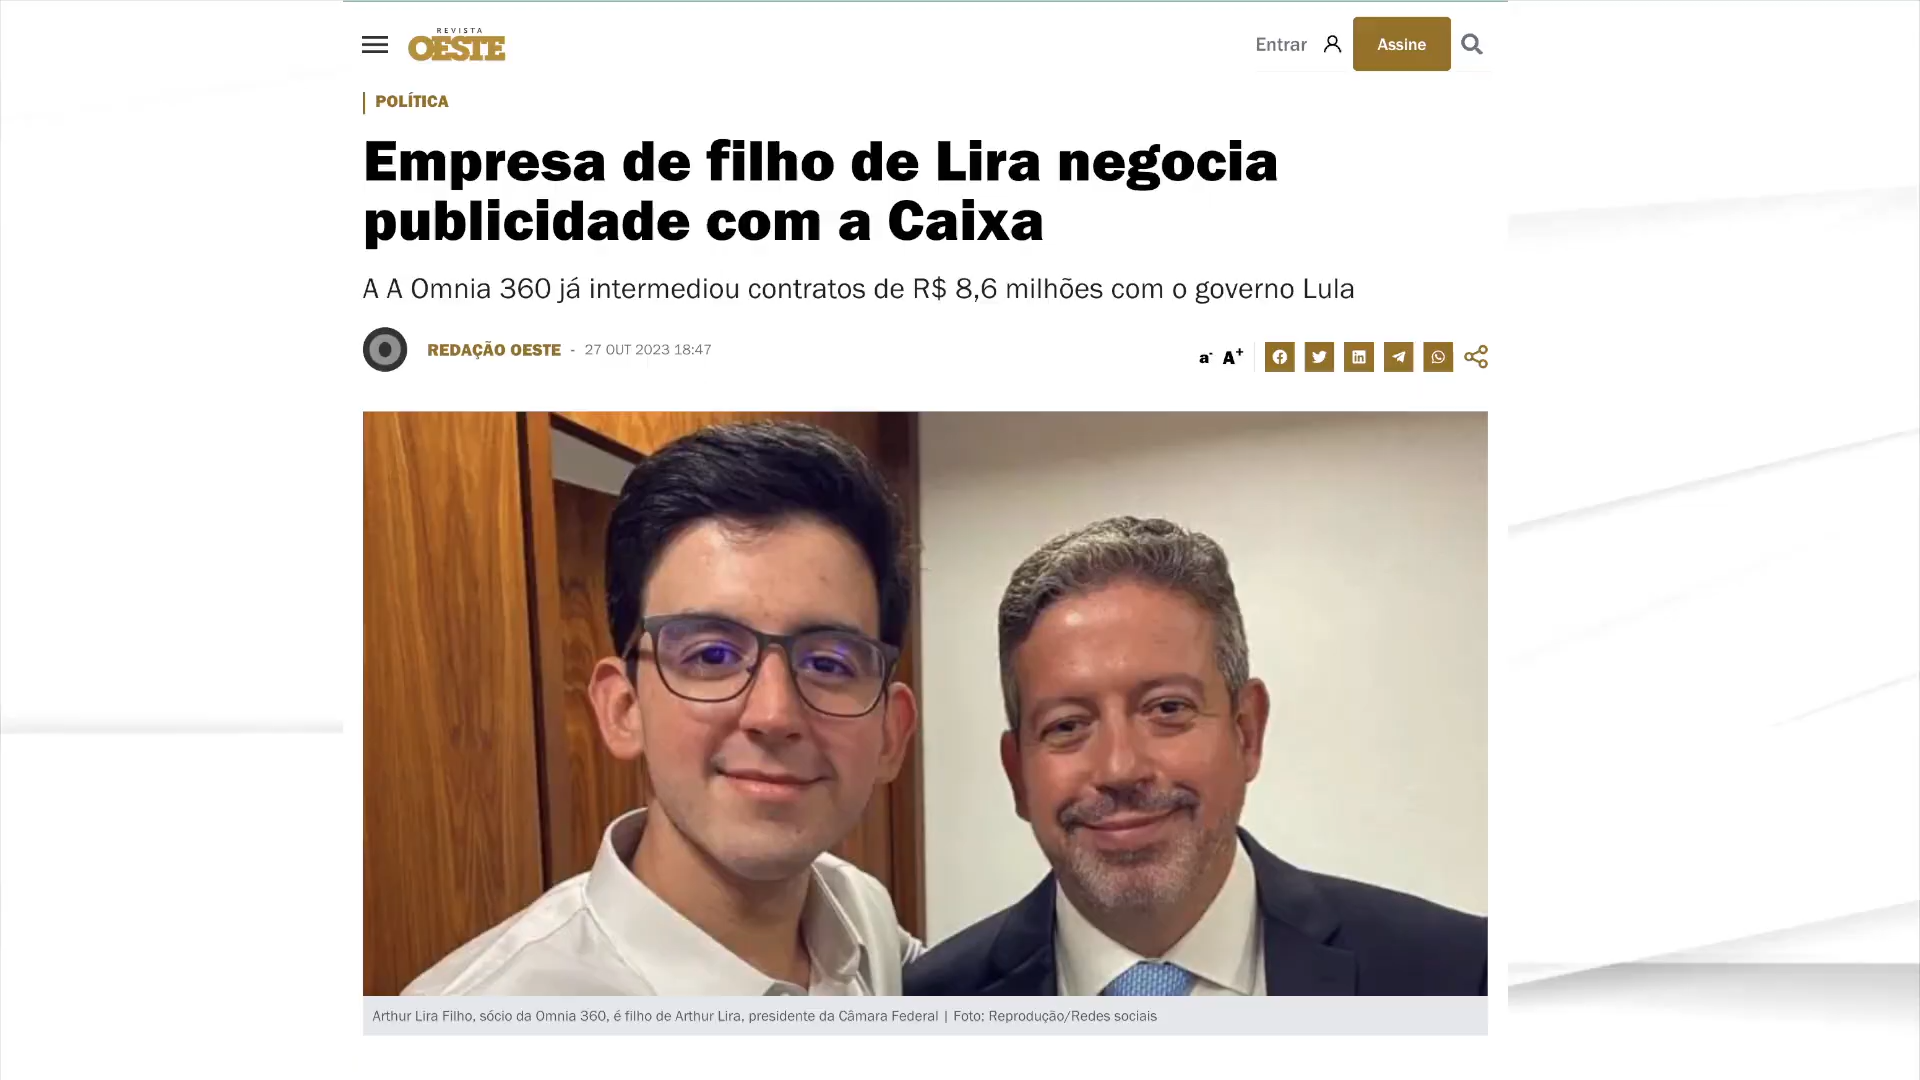 REVISTA
OESTE
Entrar
Assine
POLÍTICA
Empresa de filho de Lira negocia
publicidade com a Caixa
A A Omnia 360 já intermediou contratos de R$ 8,6 milhões com o governo Lula
REDAÇÃO OESTE - 27 OUT 2023 18:47
a- A+
Arthur Lira Filho, sócio da Omnia 360, é filho de Arthur Lira, presidente da Câmara Federal | Foto; Reprodução/Redes sociais